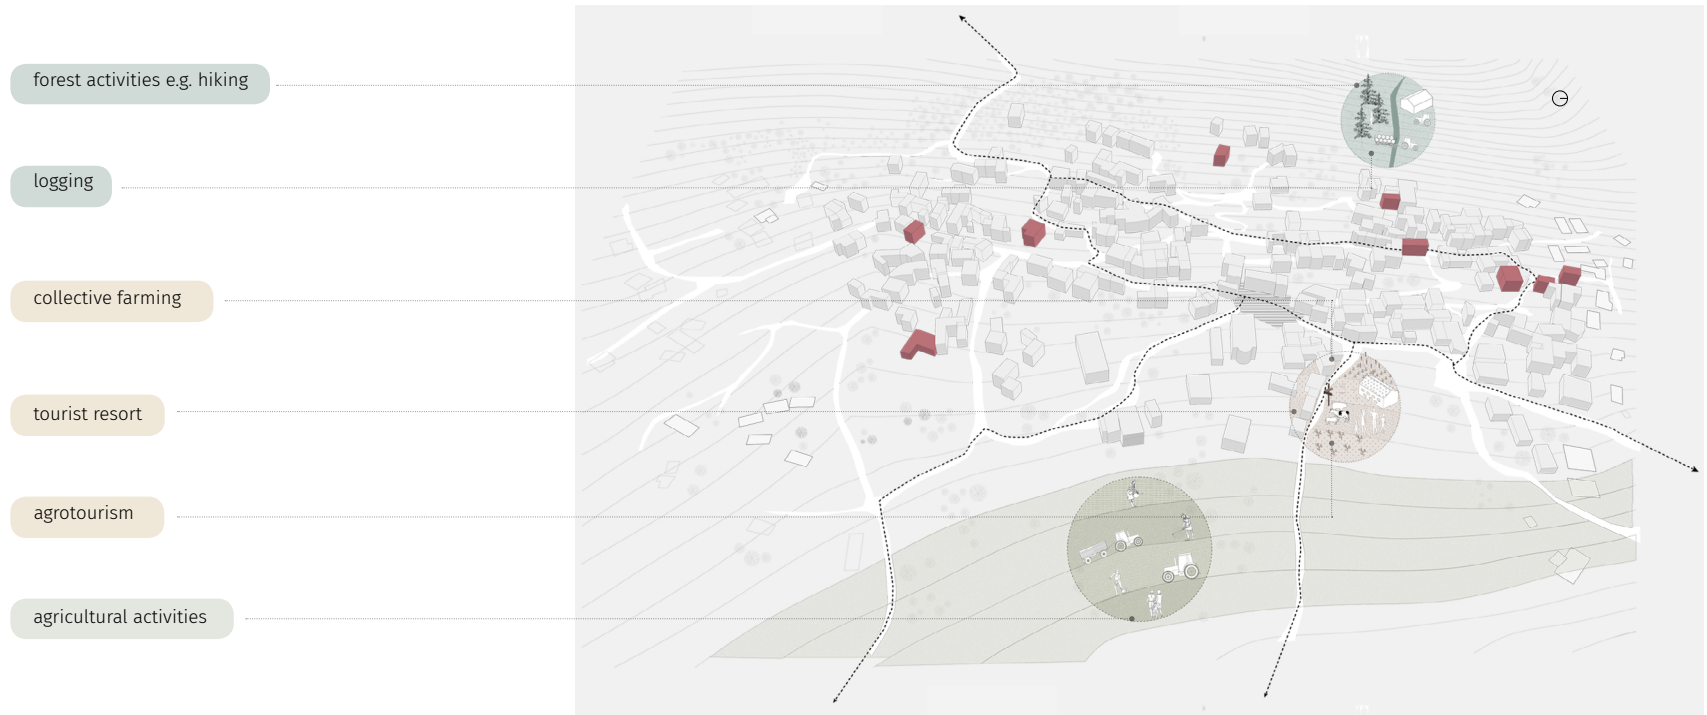 forest activities e.g. hiking
logging
collective farming
tourist resort
agrotourism
agricultural activities